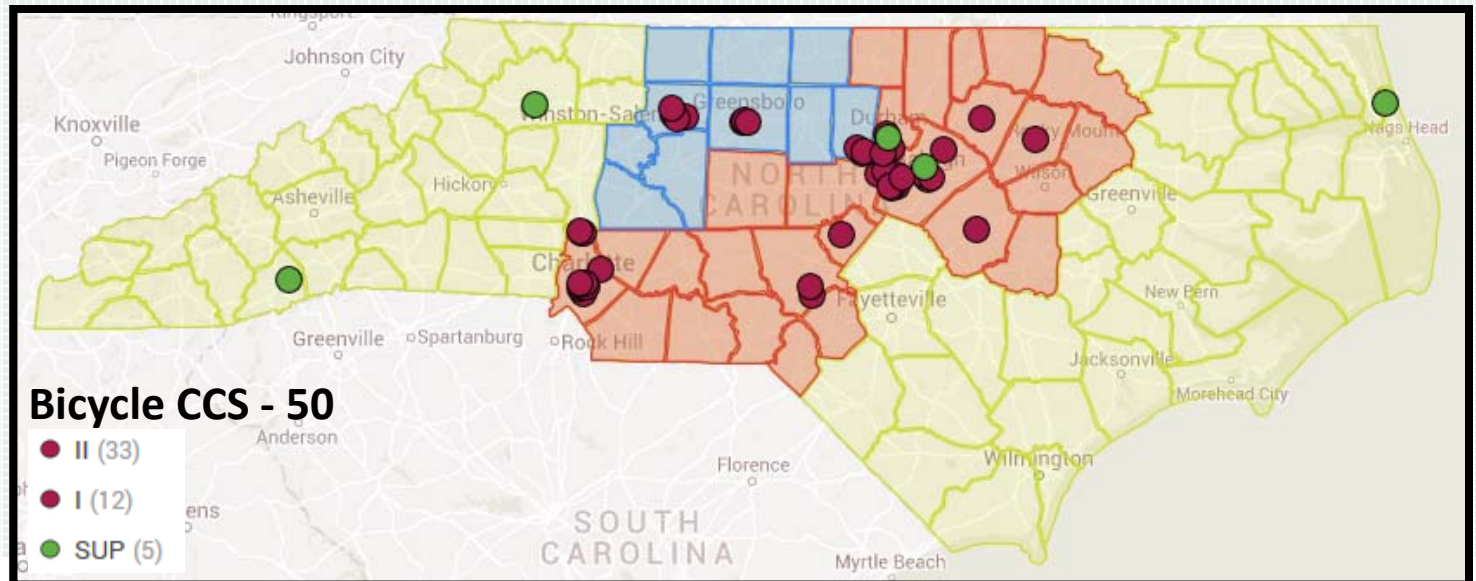 Kingsport
Johnson City
Knoxville
Pigeon Forge
Winston-Salem
Greensboro
Durham
Rocky Mount
Nags Head
Wilson
Hickory
Asheville
Greenville
NORTH
CAROLINA
Charlotte
Fayetteville
New Bern
Greenville
Spartanburg
Rock Hill
Jacksonville
Morehead City
Bicycle CCS - 50
II (33)
I (12)
SUP (5)
Anderson
Florence
Wilmington
ens
SOUTH
CAROLINA
Myrtle Beach